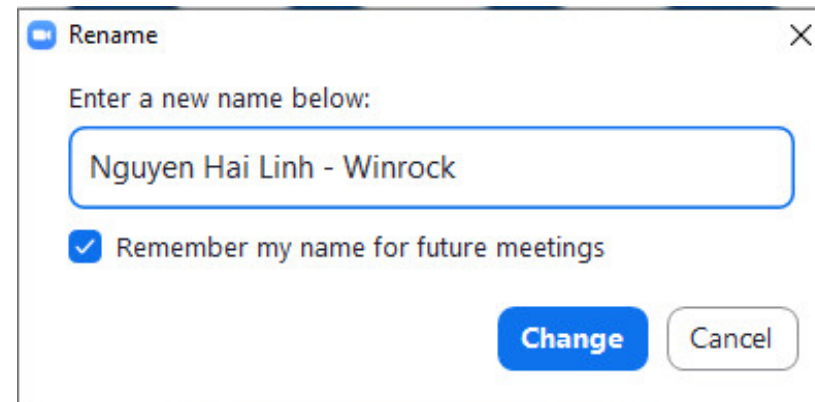 Rename
Enter a new name below:
Nguyen Hai Linh - Winrock
Remember my name for future meetings
Change Cancel